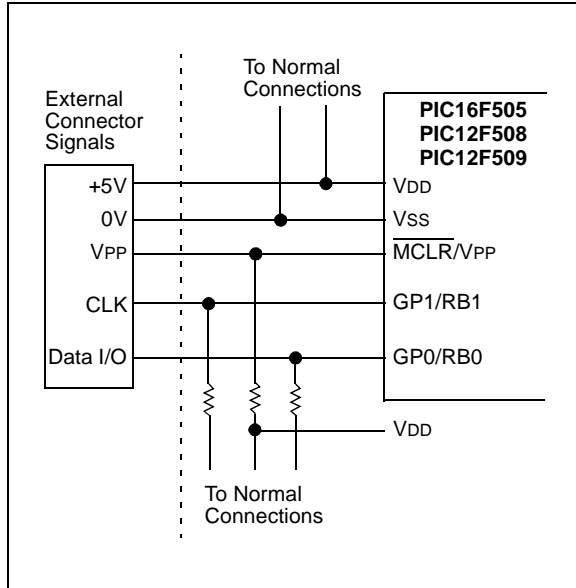 To Normal
Connections
External
Connector
Signals
PIC16F505
PIC12F508
PIC12F509
+5V
VDD
0V
VSS
VPP
MCLR/VPP
CLK
GP1/RB1
Data I/O
GP0/RB0
VDD
To Normal
Connections